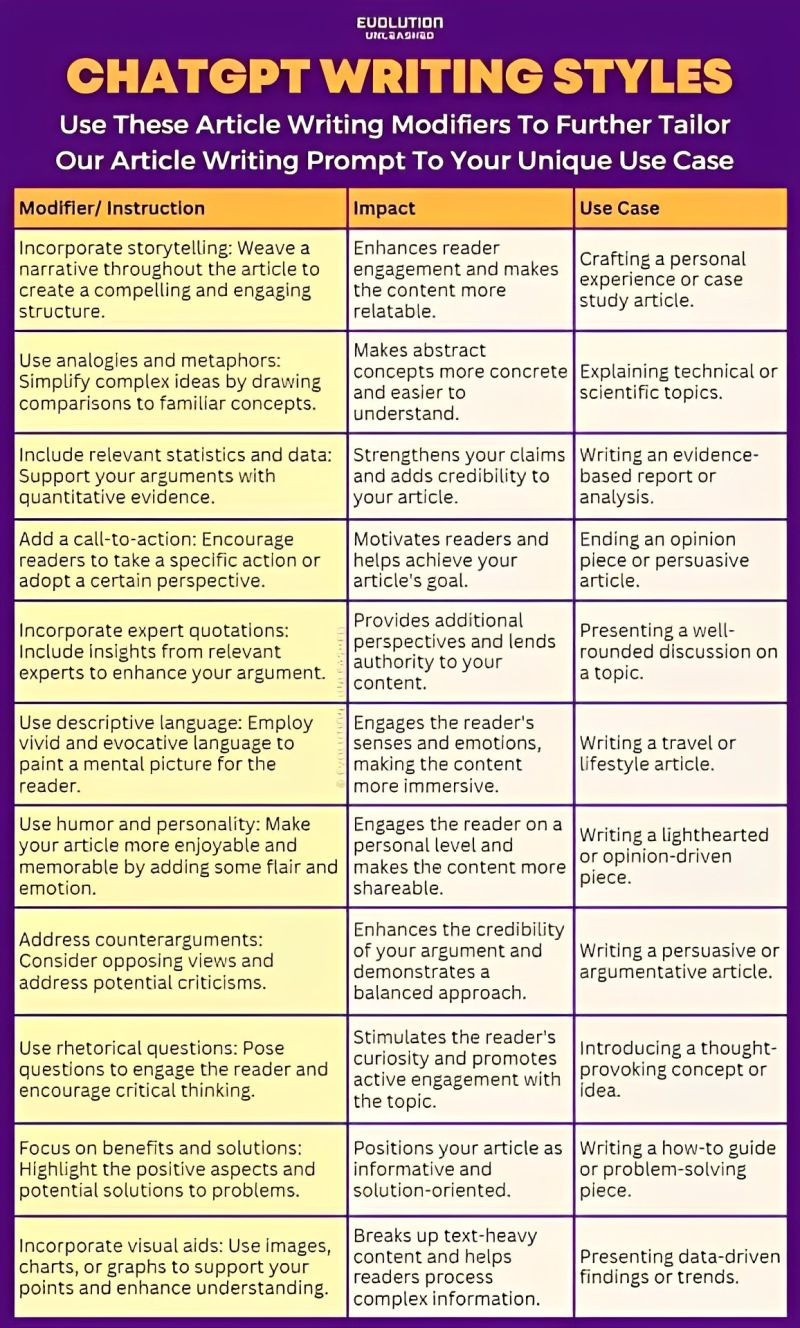 EVOLUTION
UNLEASHED
CHATGPT WRITING STYLES
Use These Article Writing Modifiers To Further Tailor
Our Article Writing Prompt To Your Unique Use Case
Modifier/ Instruction
Impact
Use Case
Incorporate storytelling: Weave a
narrative throughout the article to
create a compelling and engaging
structure.
Enhances reader
engagement and makes
the content more
relatable.
Crafting a personal
experience or case
study article.
Use analogies and metaphors:
Simplify complex ideas by drawing
comparisons to familiar concepts.
Makes abstract
concepts more concrete
and easier to
understand.
Explaining technical or
scientific topics.
Include relevant statistics and data:
Support your arguments with
quantitative evidence.
Strengthens your claims
and adds credibility to
your article.
Writing an evidence-
based report or
analysis.
Add a call-to-action: Encourage
readers to take a specific action or
adopt a certain perspective.
Motivates readers and
helps achieve your
article's goal.
Ending an opinion
piece or persuasive
article.
Incorporate expert quotations:
Include insights from relevant
experts to enhance your argument.
Provides additional
perspectives and lends
authority to your
content.
Presenting a well-
rounded discussion on
a topic.
Use descriptive language: Employ
vivid and evocative language to
paint a mental picture for the
reader.
Engages the reader's
senses and emotions,
making the content
more immersive.
Writing a travel or
lifestyle article.
Use humor and personality: Make
your article more enjoyable and
memorable by adding some flair and
emotion.
Engages the reader on a
personal level and
makes the content more
shareable.
Writing a lighthearted
or opinion-driven
piece.
Address counterarguments:
Consider opposing views and
address potential criticisms.
Enhances the credibility
of your argument and
demonstrates a
balanced approach.
Writing a persuasive or
argumentative article.
Use rhetorical questions: Pose
questions to engage the reader and
encourage critical thinking.
Stimulates the reader's
curiosity and promotes
active engagement with
the topic.
Introducing a thought-
provoking concept or
idea.
Focus on benefits and solutions:
Highlight the positive aspects and
potential solutions to problems.
Positions your article as
informative and
solution-oriented.
Writing a how-to guide
or problem-solving
piece.
Incorporate visual aids: Use images,
charts, or graphs to support your
points and enhance understanding.
Breaks up text-heavy
content and helps
readers process
complex information.
Presenting data-driven
findings or trends.